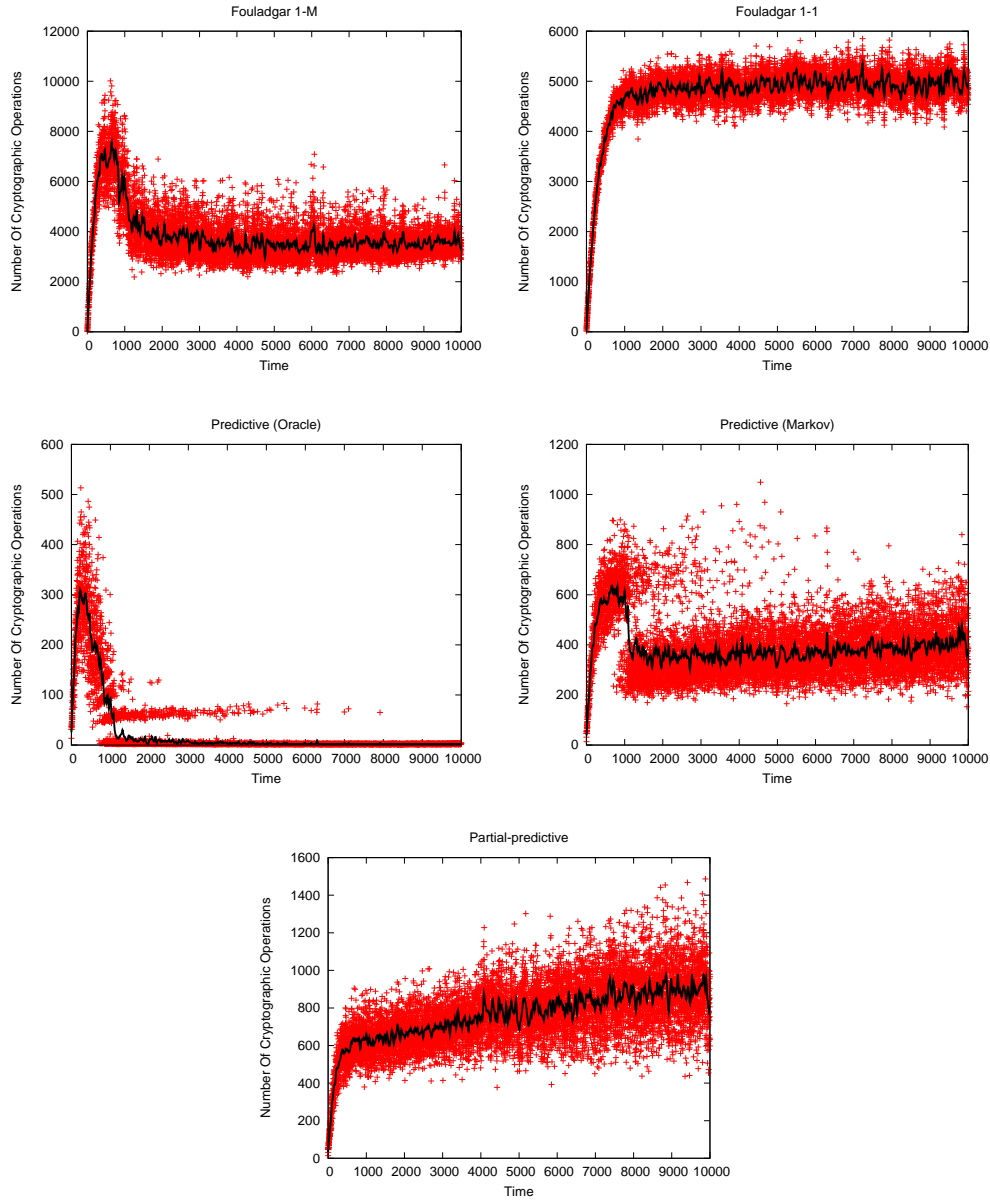 Fouladgar 1-M
Number Of Cryptographic Operations
12000
10000
8000
6000
4000
2000
0
0 1000 2000 3000 4000 5000 6000 7000 8000 9000 10000
Time
Fouladgar 1-1
Number Of Cryptographic Operations
6000
5000
4000
3000
2000
1000
0
0 1000 2000 3000 4000 5000 6000 7000 8000 9000 10000
Time
Predictive (Oracle)
Number Of Cryptographic Operations
600
500
400
300
200
100
0
0 1000 2000 3000 4000 5000 6000 7000 8000 9000 10000
Time
Predictive (Markov)
Number Of Cryptographic Operations
1200
1000
800
600
400
200
0
0 1000 2000 3000 4000 5000 6000 7000 8000 9000 10000
Time
Partial-predictive
Number Of Cryptographic Operations
1600
1400
1200
1000
800
600
400
200
0
0 1000 2000 3000 4000 5000 6000 7000 8000 9000 10000
Time